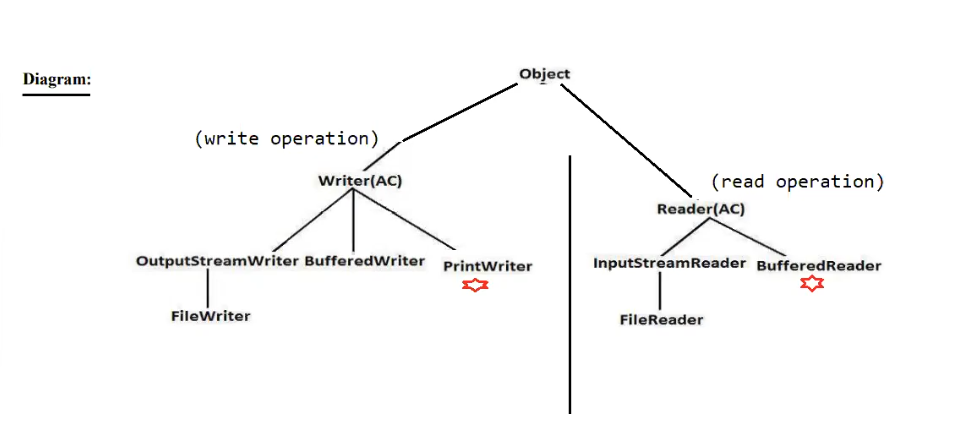 Diagram:
Object
(write operation)
Writer(AC)
OutputStreamWriter BufferedWriter PrintWriter
FileWriter
(read operation)
Reader(AC)
InputStreamReader BufferedReader
FileReader